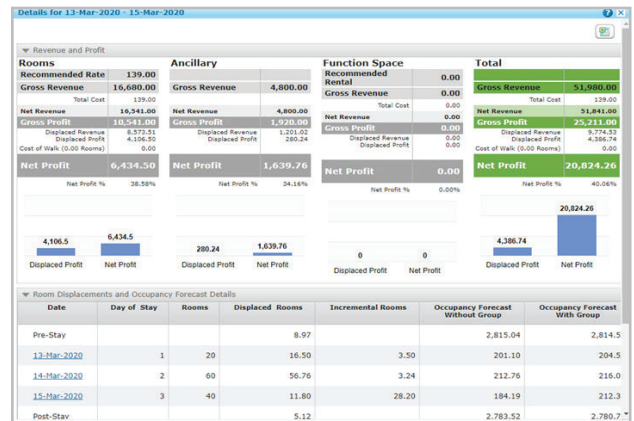 Details for 13-Mar-2020 - 15-Mar-2020
Revenue and Profit
Rooms
Recommended Rate 139.00
Gross Revenue 16,680.00
Total Cost 139.00
Net Revenue 16,541.00
Gross Profit 10,541.00
Displaced Revenue 8,573.51
Displaced Profit 4,106.50
Cost of Walk (0.00 Rooms) 0.00
Net Profit 6,434.50
Net Profit % 38.58%
4,106.5 6,434.5
Displaced Profit Net Profit
Ancillary
Gross Revenue 4,800.00
Net Revenue 4,800.00
Gross Profit 1,920.00
Displaced Revenue 1,201.02
Displaced Profit 280.24
Net Profit 1,639.76
Net Profit % 34.16%
280.24 1,639.76
Displaced Profit Net Profit
Function Space
Recommended Rental 0.00
Gross Revenue 0.00
Total Cost 0.00
Net Revenue 0.00
Gross Profit 0.00
Displaced Revenue 0.00
Displaced Profit 0.00
Net Profit 0.00
Net Profit % 0.00%
0 0
Displaced Profit Net Profit
Total
Gross Revenue 51,980.00
Total Cost 139.00
Net Revenue 51,841.00
Gross Profit 25,211.00
Displaced Revenue 9,774.53
Displaced Profit 4,386.74
Cost of Walk (0.00 Rooms) 0.00
Net Profit 20,824.26
Net Profit % 40.06%
4,386.74 20,824.26
Displaced Profit Net Profit
Room Displacements and Occupancy Forecast Details
Date Day of Stay Rooms Displaced Rooms Incremental Rooms Occupancy Forecast Without Group Occupancy Forecast With Group
Pre-Stay 8.97 2,815.04 2,814.5
13-Mar-2020 1 20 16.50 3.50 201.10 204.5
14-Mar-2020 2 60 56.76 3.24 212.76 216.0
15-Mar-2020 3 40 11.80 28.20 184.19 212.3
Post-Stay 5.12 2,783.52 2,780.7